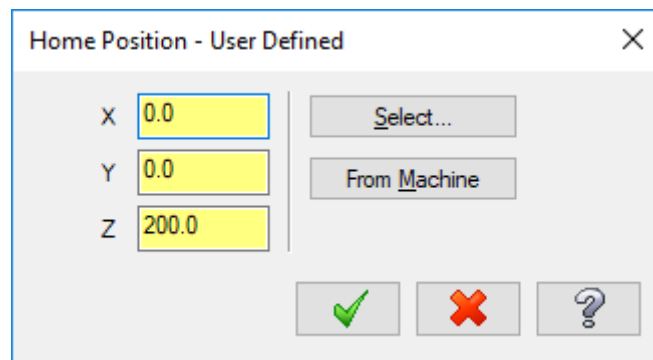 Home Position - User Defined
X 0.0
Select...
Y 0.0
From Machine
Z 200.0